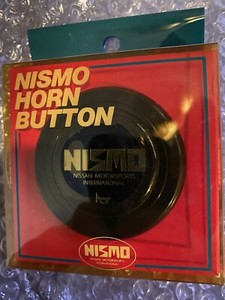 NISMO
HORN
BUTTON
NISMO
NISSAN MOTORSPORTS
INTERNATIONAL
NISMO